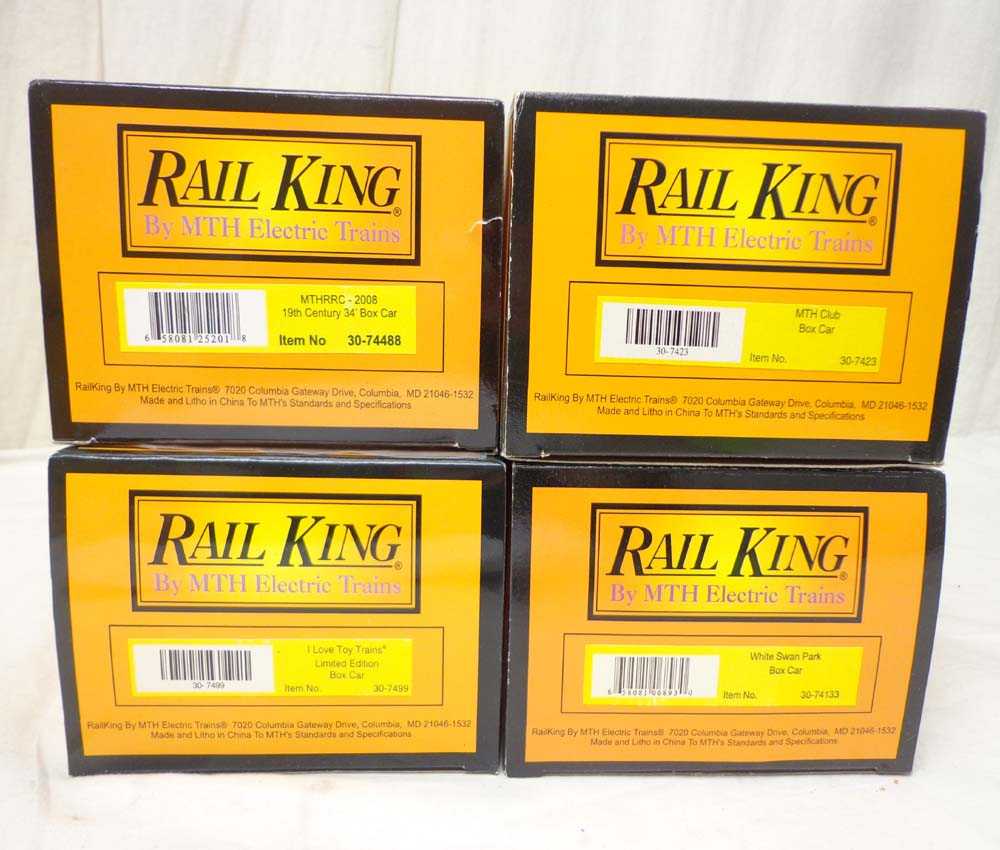 RAIL KING®
By MTH Electric Trains
MTHRRC - 2008
19th Century 34' Box Car
6 58081 25201 8
Item No 30-74488
RailKing By MTH Electric Trains® 7020 Columbia Gateway Drive, Columbia, MD 21046-1532
Made and Litho in China To MTH's Standards and Specifications
RAIL KING®
By MTH Electric Trains
MTH Club
Box Car
30-7423
Item No. 30-7423
RailKing By MTH Electric Trains® 7020 Columbia Gateway Drive, Columbia, MD 21046-1532
Made and Litho in China To MTH's Standards and Specifications
RAIL KING®
By MTH Electric Trains
I Love Toy Trains®
Limited Edition
Box Car
30-7499
Item No. 30-7499
RailKing By MTH Electric Trains® 7020 Columbia Gateway Drive, Columbia, MD 21046-1532
Made and Litho in China To MTH's Standards and Specifications
RAIL KING®
By MTH Electric Trains
White Swan Park
Box Car
6 58081 06893 0
Item No. 30-74133
RailKing By MTH Electric Trains® 7020 Columbia Gateway Drive, Columbia, MD 21046-1532
Made and Litho in China To MTH's Standards and Specifications